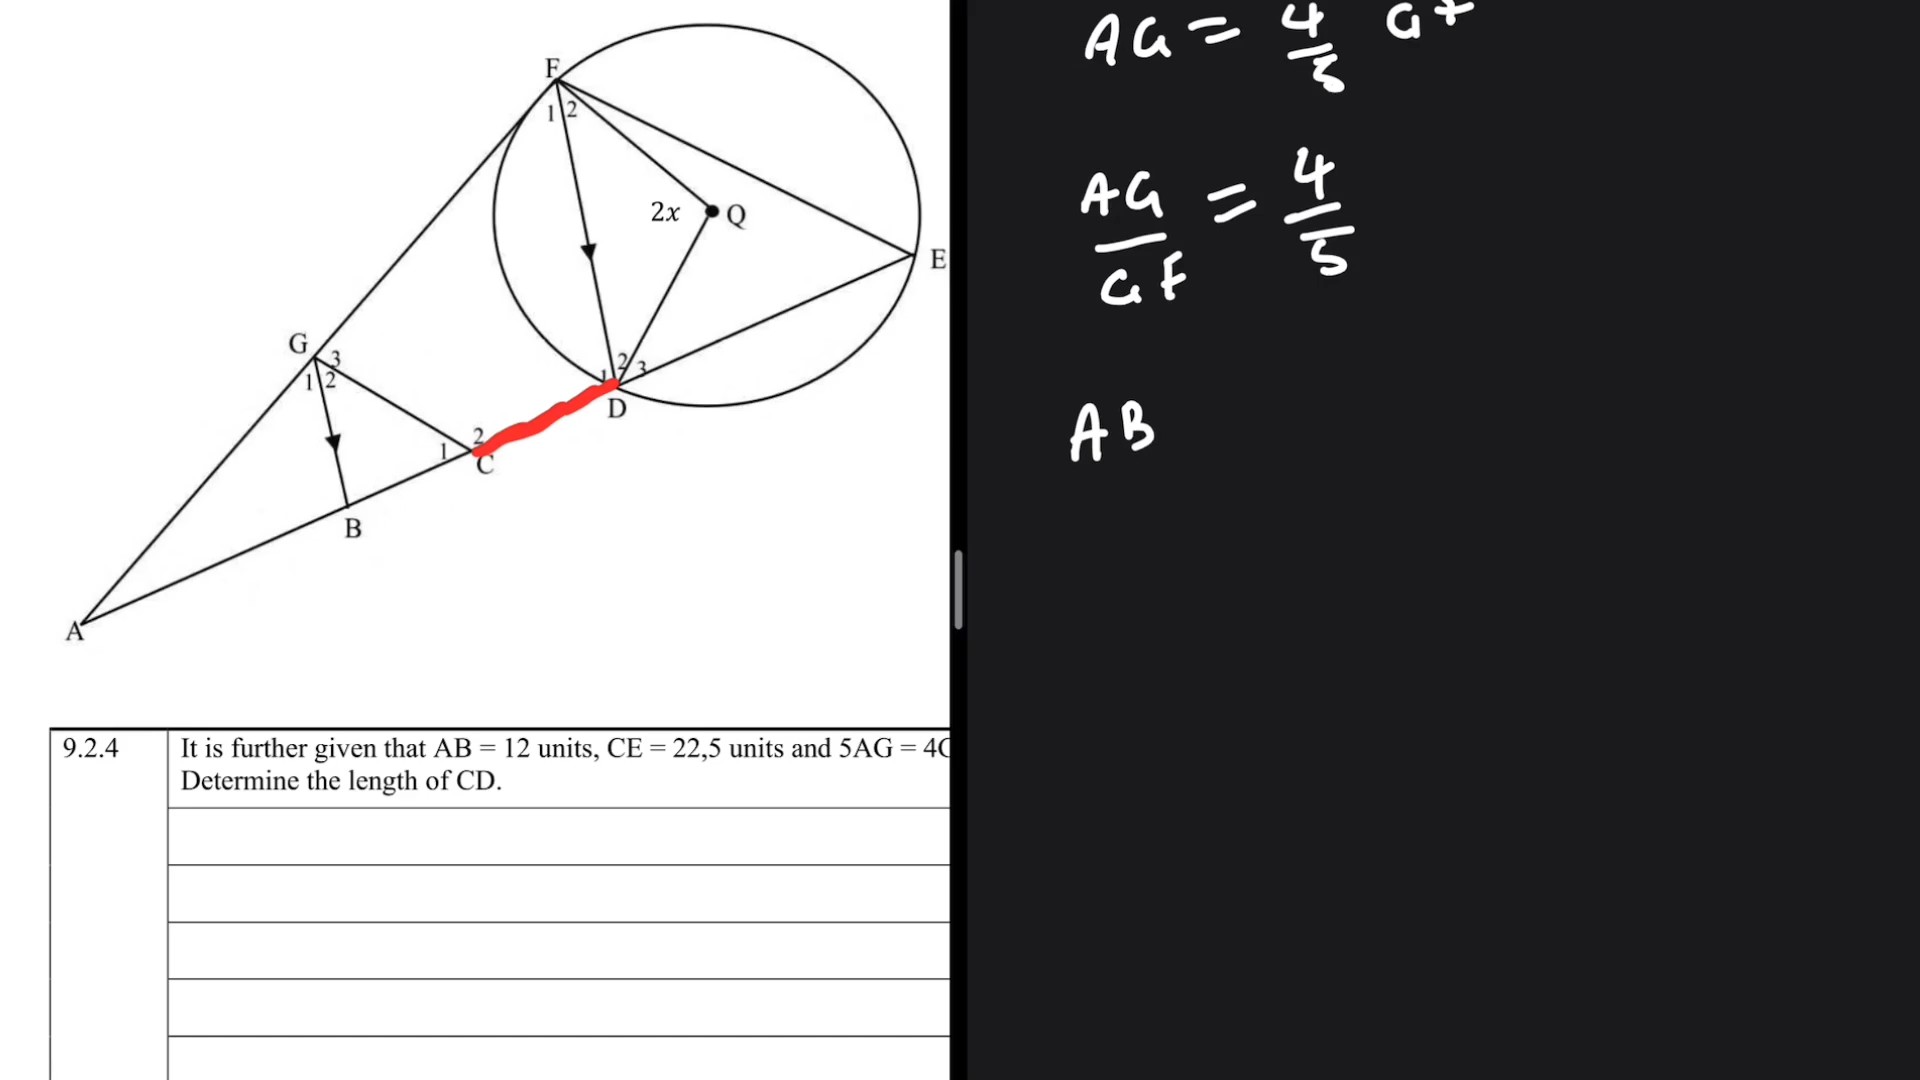 F
1 2
2x
Q
E
G
3
1 2
1 2 3
D
2
1
C
B
A
9.2.4
It is further given that AB = 12 units, CE = 22,5 units and 5AG = 4
Determine the length of CD.
AG = 4/5
AG/GF = 4/5
AB